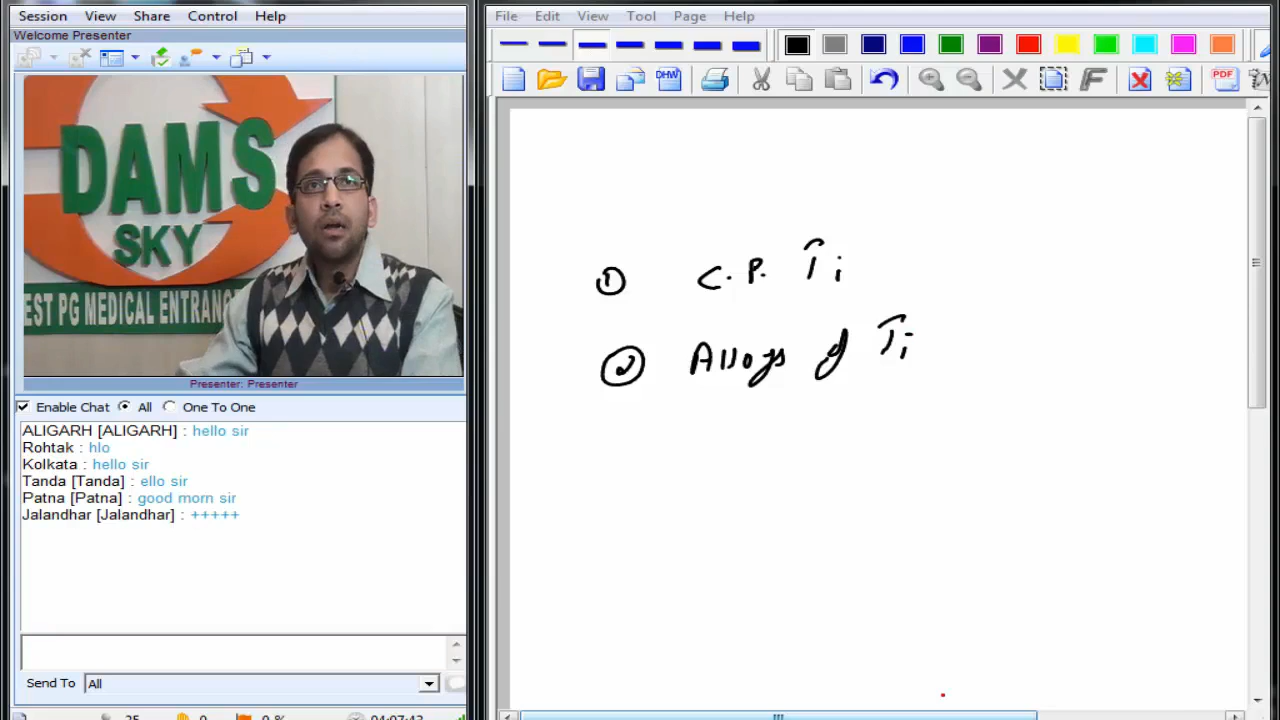 Session View Share Control Help
Welcome Presenter
DAMS
SKY
EST PG MEDICAL ENTRANC
Presenter: Presenter
Enable Chat All One To One
ALIGARH [ALIGARH] : hello sir
Rohtak : hlo
Kolkata : hello sir
Tanda [Tanda] : ello sir
Patna [Patna] : good morn sir
Jalandhar [Jalandhar] : +++++
Send To All
File Edit View Tool Page Help
DHW
PDF
① C.P. Ti
② Alloys of Ti